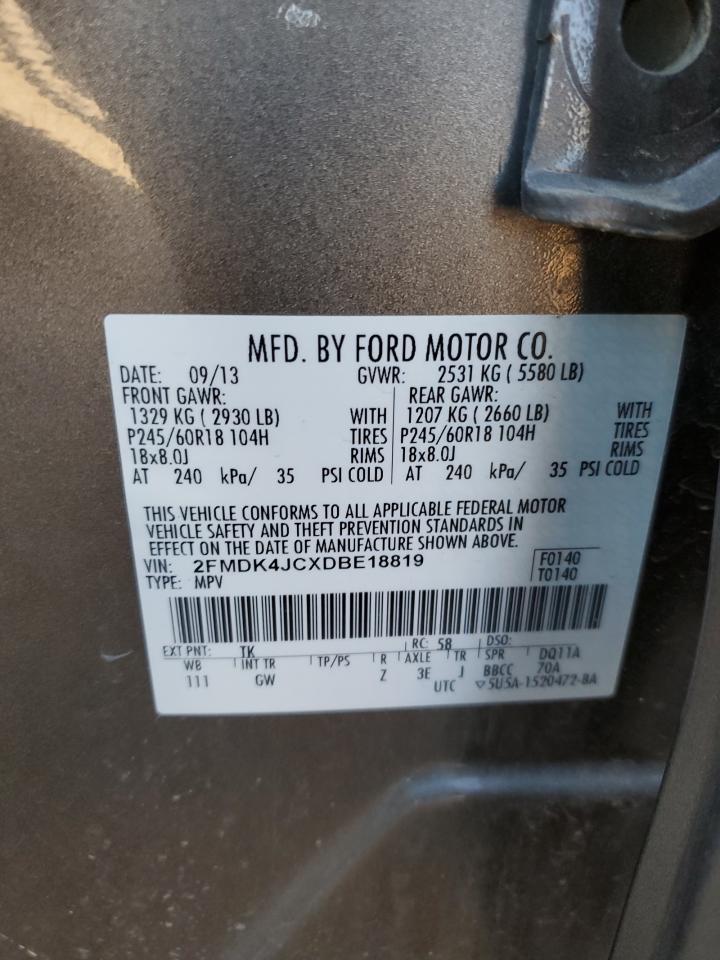 MFD. BY FORD MOTOR CO.
DATE: 09/13 GVWR: 2531 KG ( 5580 LB)
FRONT GAWR: REAR GAWR:
1329 KG ( 2930 LB) WITH 1207 KG ( 2660 LB) WITH
P245/60R18 104H TIRES P245/60R18 104H TIRES
18x8.0J RIMS 18x8.0J RIMS
AT 240 kPa/ 35 PSI COLD AT 240 kPa/ 35 PSI COLD
THIS VEHICLE CONFORMS TO ALL APPLICABLE FEDERAL MOTOR
VEHICLE SAFETY AND THEFT PREVENTION STANDARDS IN
EFFECT ON THE DATE OF MANUFACTURE SHOWN ABOVE.
VIN: 2FMDK4JCXDBE18819 F0140
TYPE: MPV T0140
EXT PNT: TK RC: 58 DSO:
WB INT TR TP/PS R AXLE TR SPR DQ11A
111 GW Z 3E J BBCC 70A
UTC ▽5U5A-1520472-BA